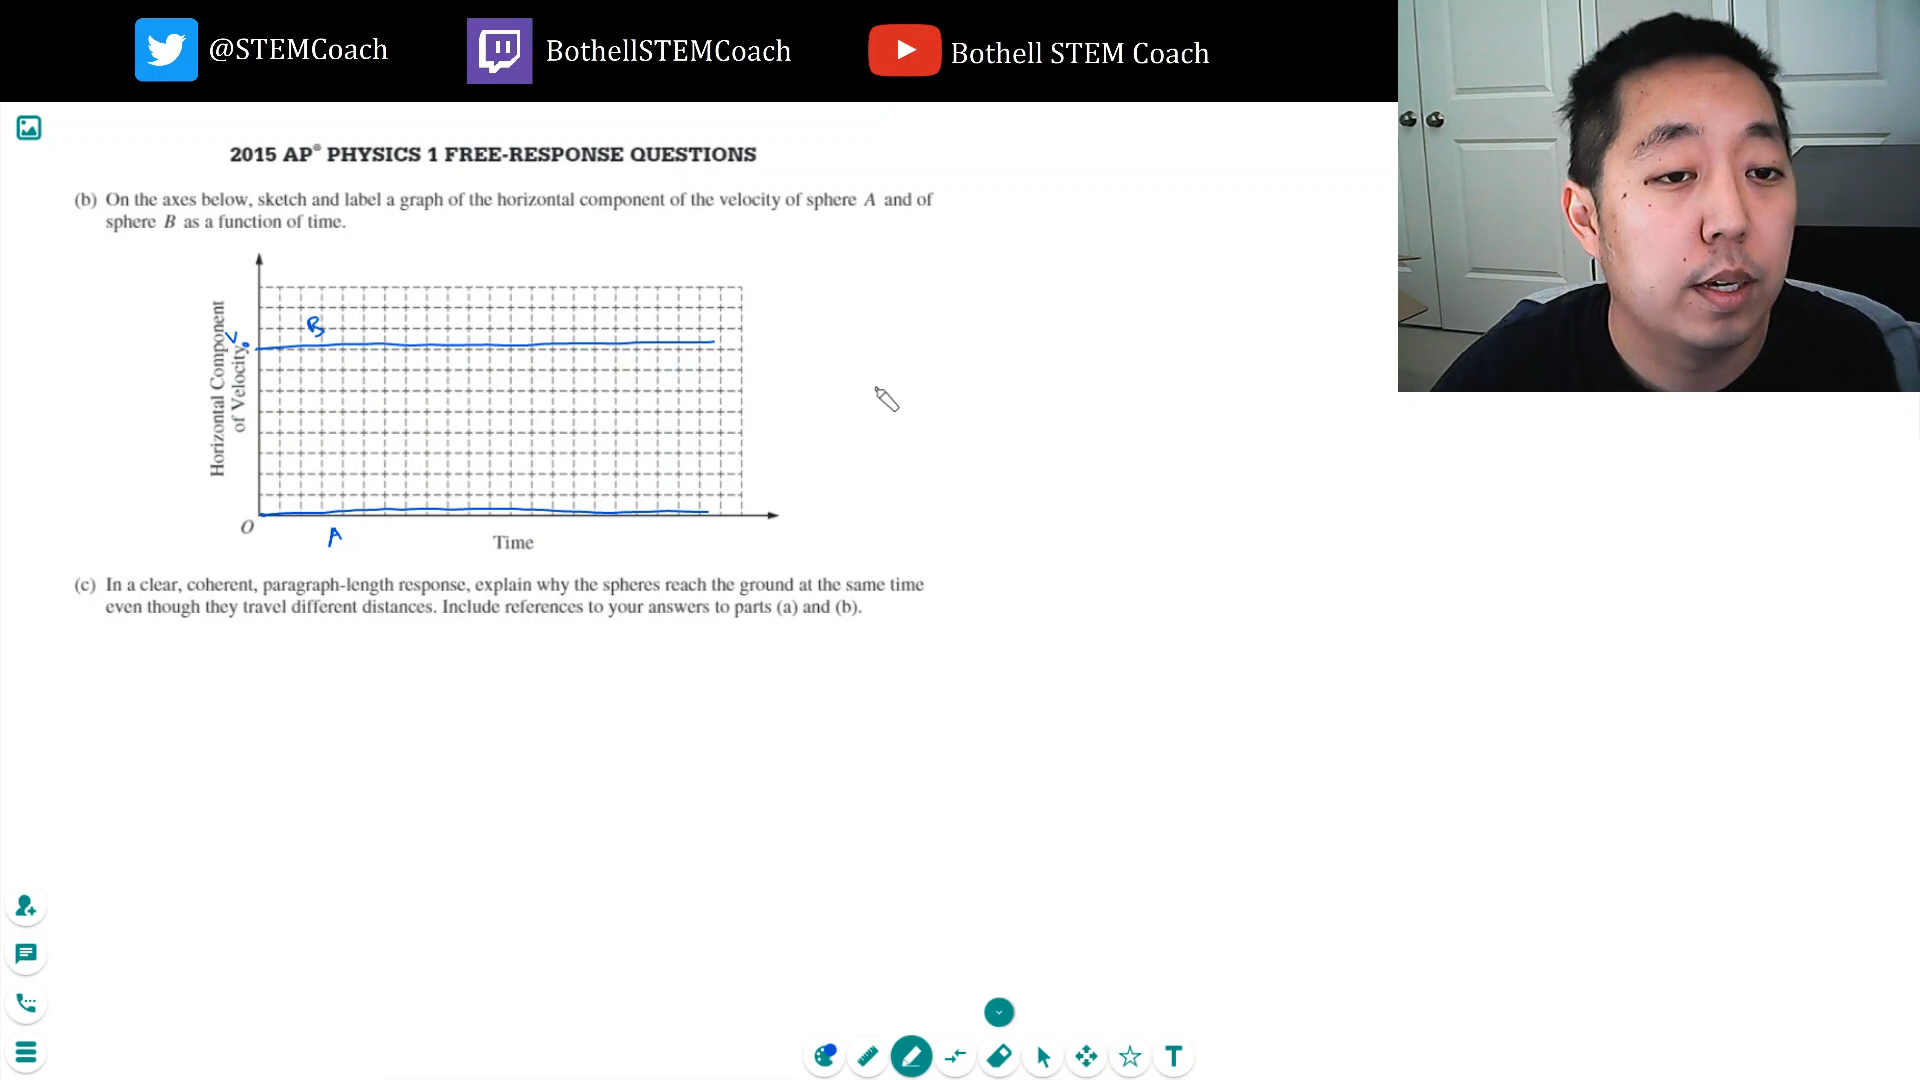 @STEMCoach
BothellSTEMCoach
Bothell STEM Coach
2015 AP® PHYSICS 1 FREE-RESPONSE QUESTIONS
(b) On the axes below, sketch and label a graph of the horizontal component of the velocity of sphere A and of
sphere B as a function of time.
Horizontal Component
of Velocity
V₀
B
O
A
Time
(c) In a clear, coherent, paragraph-length response, explain why the spheres reach the ground at the same time
even though they travel different distances. Include references to your answers to parts (a) and (b).
T